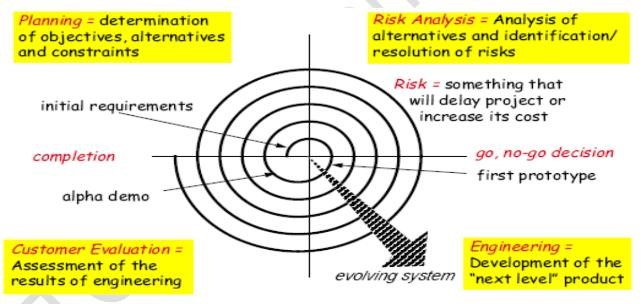 Planning = determination
of objectives, alternatives
and constraints
Risk Analysis = Analysis of
alternatives and identification/
resolution of risks
Risk = something that
will delay project or
increase its cost
initial requirements
completion
go, no-go decision
first prototype
alpha demo
Customer Evaluation =
Assessment of the
results of engineering
evolving system
Engineering =
Development of the
"next level" product